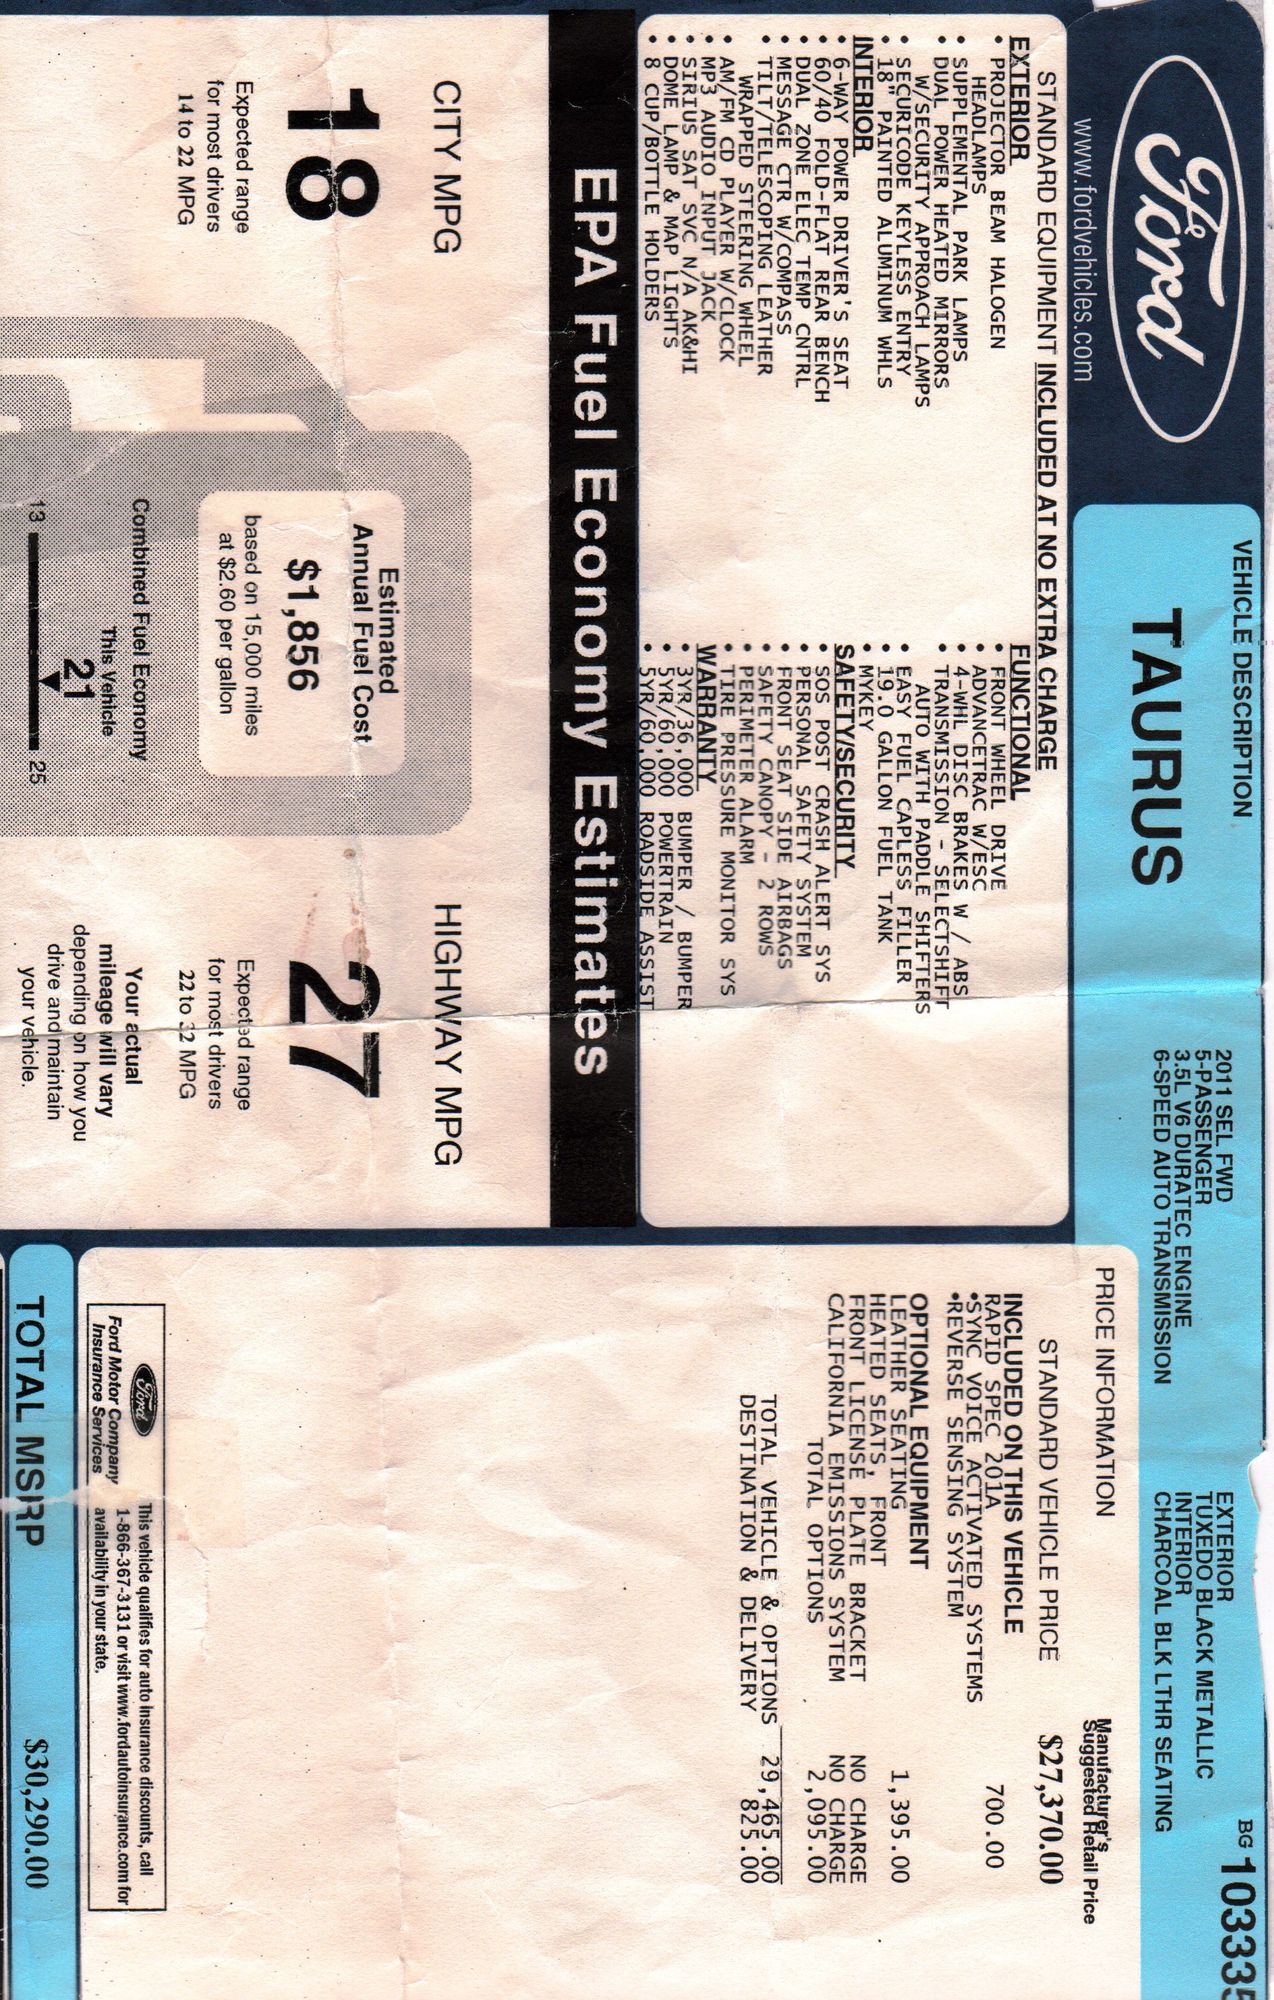 Ford
www.fordvehicles.com
VEHICLE DESCRIPTION
TAURUS
2011 SEL FWD
5-PASSENGER
3.5L V6 DURATEC ENGINE
6-SPEED AUTO TRANSMISSION
EXTERIOR
TUXEDO BLACK METALLIC
INTERIOR
CHARCOAL BLK LTHR SEATING
BG 103335
STANDARD EQUIPMENT INCLUDED AT NO EXTRA CHARGE
EXTERIOR
• PROJECTOR BEAM HALOGEN
HEADLAMPS
• SUPPLEMENTAL PARK LAMPS
• DUAL POWER HEATED MIRRORS
W/SECURITY APPROACH LAMPS
• SECURICODE KEYLESS ENTRY
• 18" PAINTED ALUMINUM WHLS
INTERIOR
• 6-WAY POWER DRIVER'S SEAT
• 60/40 FOLD-FLAT REAR BENCH
• DUAL ZONE ELEC TEMP CNTRL
• MESSAGE CTR W/COMPASS
• TILT/TELESCOPING LEATHER
WRAPPED STEERING WHEEL
• AM/FM CD PLAYER W/CLOCK
• MP3 AUDIO INPUT JACK
• SIRIUS SAT SVC N/A AK&HI
• DOME LAMP & MAP LIGHTS
• 8 CUP/BOTTLE HOLDERS
FUNCTIONAL
• FRONT WHEEL DRIVE
• ADVANCETRAC W/ESC
• 4-WHL DISC BRAKES W / ABS
• TRANSMISSION - SELECTSHIFT
AUTO WITH PADDLE SHIFTERS
• EASY FUEL CAPLESS FILLER
• 19.0 GALLON FUEL TANK
• MYKEY
SAFETY/SECURITY
• SOS POST CRASH ALERT SYS
• PERSONAL SAFETY SYSTEM
• FRONT SEAT SIDE AIRBAGS
• SAFETY CANOPY - 2 ROWS
• PERIMETER ALARM
• TIRE PRESSURE MONITOR SYS
WARRANTY
• 3YR/36,000 BUMPER / BUMPER
• 5YR/60,000 POWERTRAIN
• 5YR/60,000 ROADSIDE ASSIST
EPA Fuel Economy Estimates
CITY MPG
18
Expected range
for most drivers
14 to 22 MPG
Estimated
Annual Fuel Cost
$1,856
based on 15,000 miles
at $2.60 per gallon
Combined Fuel Economy
This Vehicle
21
13
25
HIGHWAY MPG
27
Expected range
for most drivers
22 to 32 MPG
Your actual
mileage will vary
depending on how you
drive and maintain
your vehicle.
PRICE INFORMATION
Manufacturer's
Suggested Retail Price
STANDARD VEHICLE PRICE $27,370.00
INCLUDED ON THIS VEHICLE
RAPID SPEC 201A 700.00
•SYNC VOICE ACTIVATED SYSTEMS
•REVERSE SENSING SYSTEM
OPTIONAL EQUIPMENT
LEATHER SEATING 1,395.00
HEATED SEATS, FRONT
FRONT LICENSE PLATE BRACKET NO CHARGE
CALIFORNIA EMISSIONS SYSTEM NO CHARGE
TOTAL OPTIONS 2,095.00
TOTAL VEHICLE & OPTIONS 29,465.00
DESTINATION & DELIVERY 825.00
Ford
Ford Motor Company
Insurance Services
This vehicle qualifies for auto insurance discounts, call
1-866-367-3131 or visit www.fordautoinsurance.com for
availability in your state.
TOTAL MSRP $30,290.00